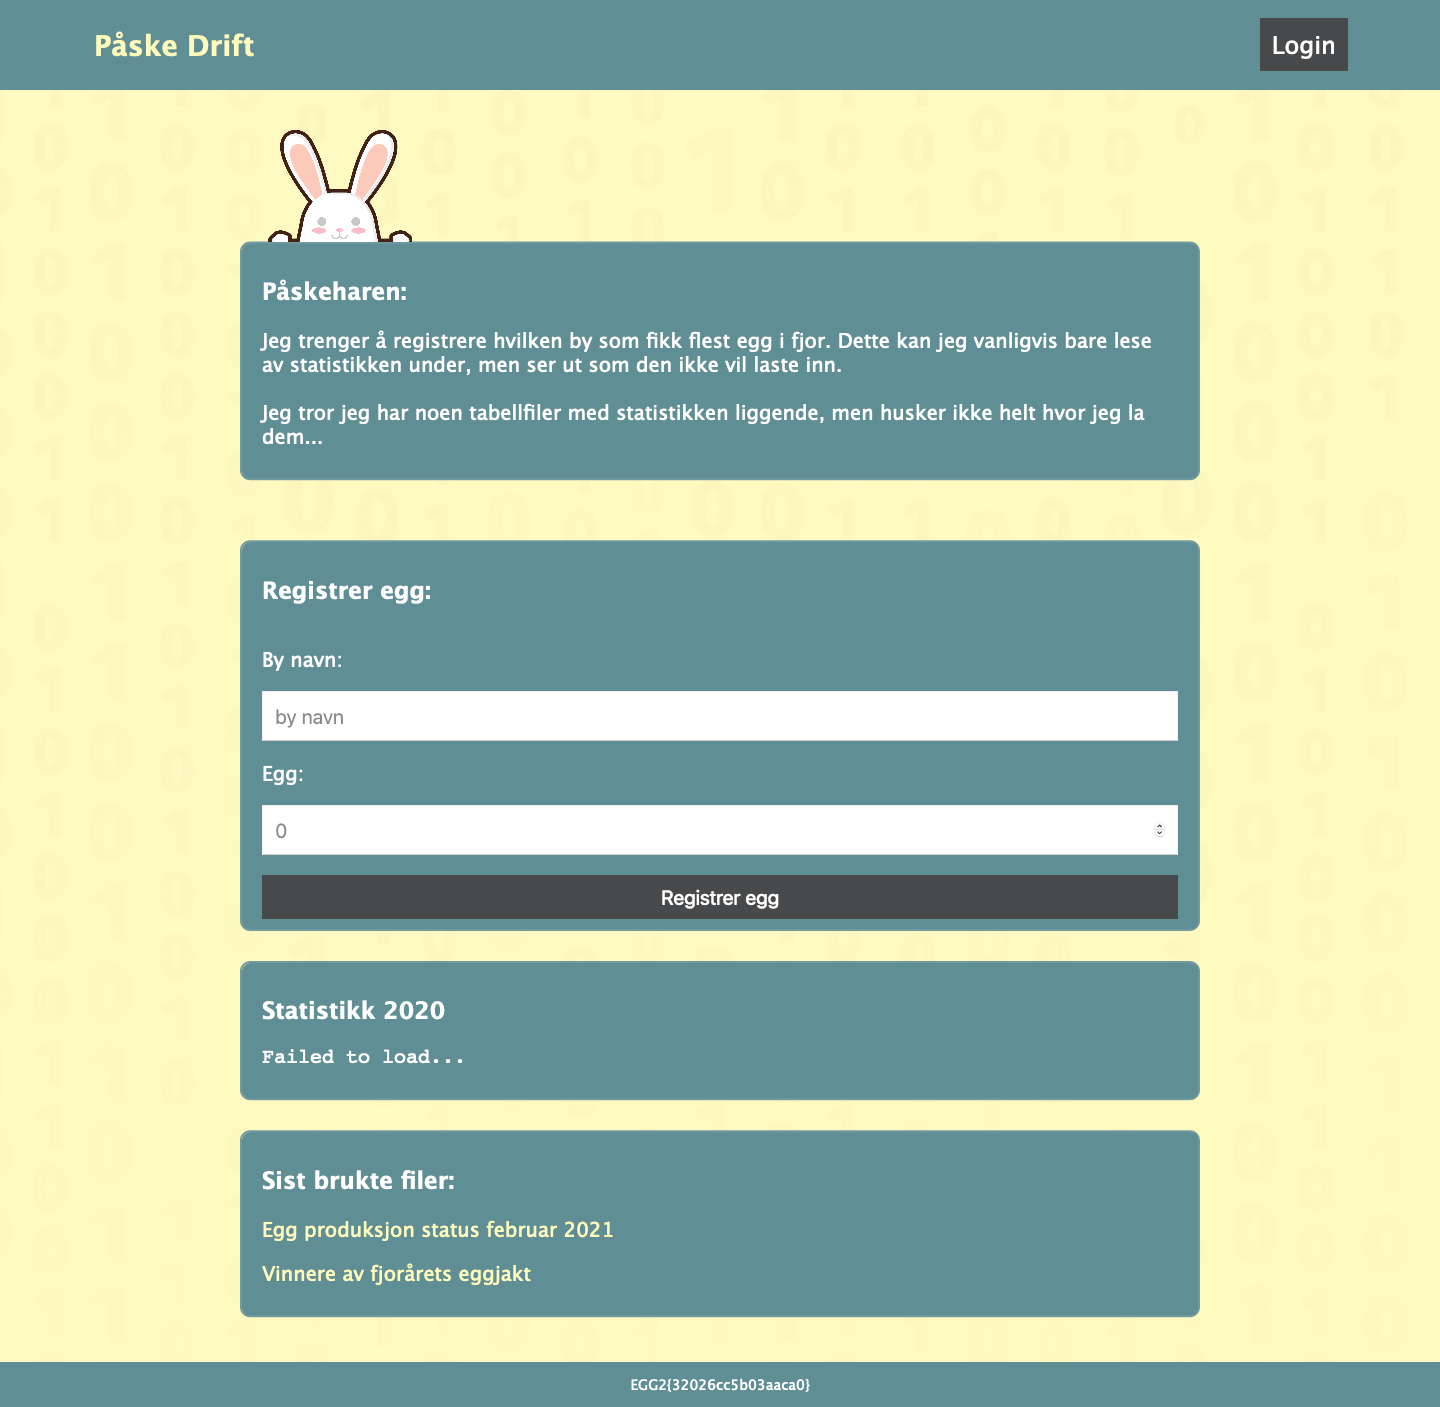 Påske Drift
Login
Påskeharen:
Jeg trenger å registrere hvilken by som fikk flest egg i fjor. Dette kan jeg vanligvis bare lese
av statistikken under, men ser ut som den ikke vil laste inn.
Jeg tror jeg har noen tabellfiler med statistikken liggende, men husker ikke helt hvor jeg la
dem...
Registrer egg:
By navn:
by navn
Egg:
0
Registrer egg
Statistikk 2020
Failed to load...
Sist brukte filer:
Egg produksjon status februar 2021
Vinnere av fjorårets eggjakt
EGG2{32026cc5b03aaca0}